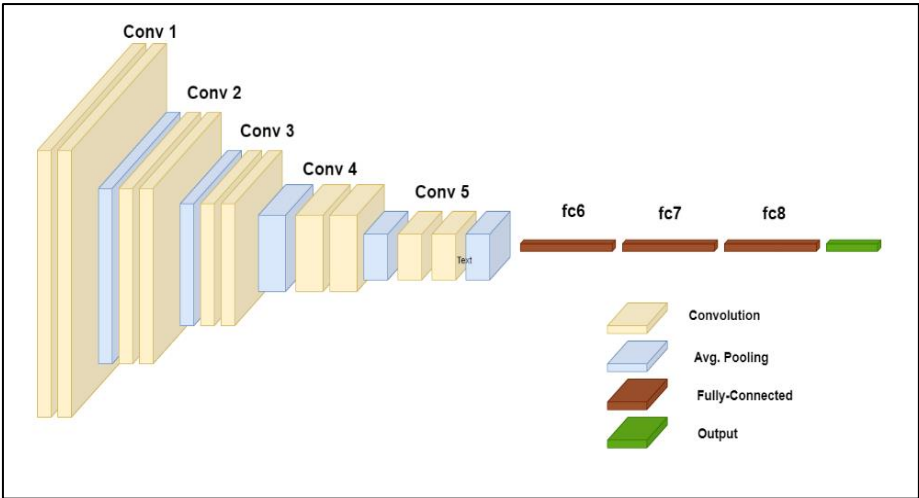 Conv 1
Conv 2
Conv 3
Conv 4
Conv 5
Text
fc6
fc7
fc8
Convolution
Avg. Pooling
Fully-Connected
Output